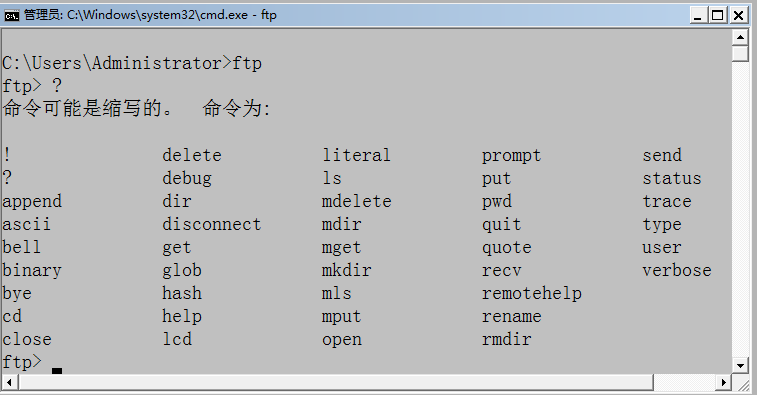 管理员: C:\Windows\system32\cmd.exe - ftp
C:\Users\Administrator>ftp
ftp> ?
命令可能是缩写的。  命令为:
! delete literal prompt send
? debug ls put status
append dir mdelete pwd trace
ascii disconnect mdir quit type
bell get mget quote user
binary glob mkdir recv verbose
bye hash mls remotehelp
cd help mput rename
close lcd open rmdir
ftp>